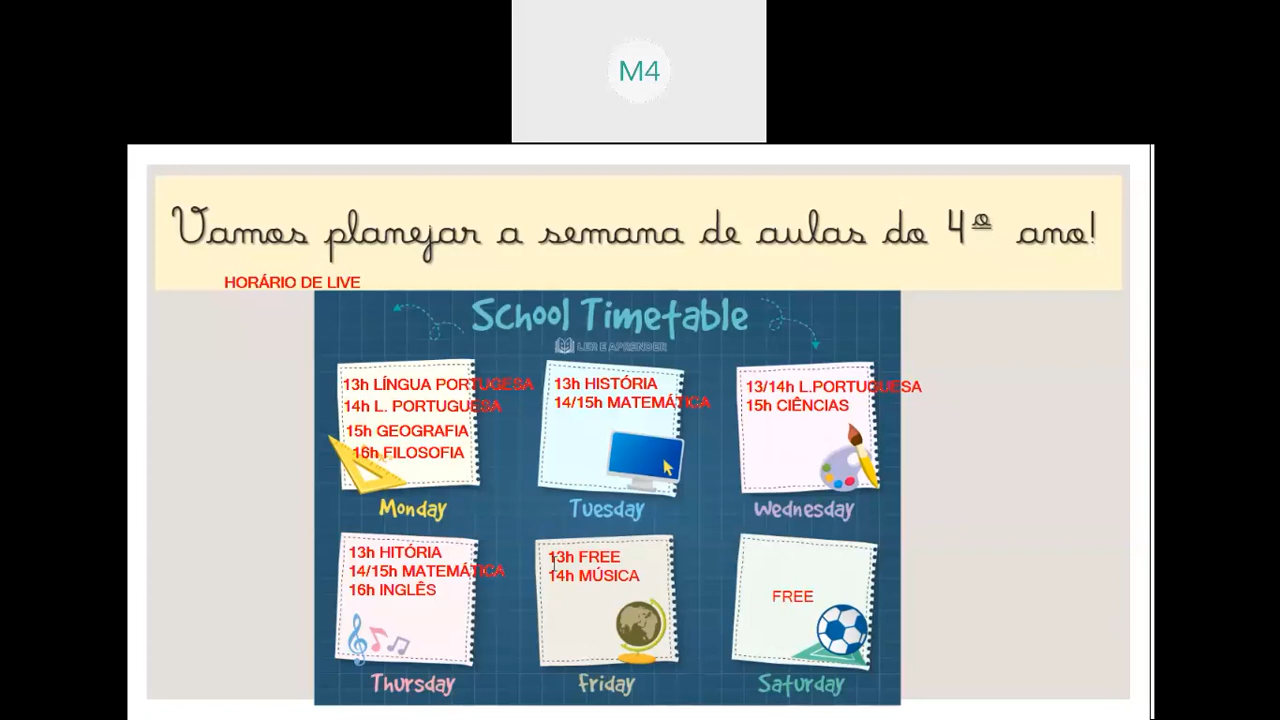 M4
Vamos planejar a semana de aulas do 4º ano!
HORÁRIO DE LIVE
School Timetable
LER E APRENDER
13h LÍNGUA PORTUGESA
14h L. PORTUGUESA
15h GEOGRAFIA
16h FILOSOFIA
Monday
13h HISTÓRIA
14/15h MATEMÁTICA
Tuesday
13/14h L.PORTUGUESA
15h CIÊNCIAS
Wednesday
13h HITÓRIA
14/15h MATEMÁTICA
16h INGLÊS
Thursday
13h FREE
14h MÚSICA
Friday
FREE
Saturday